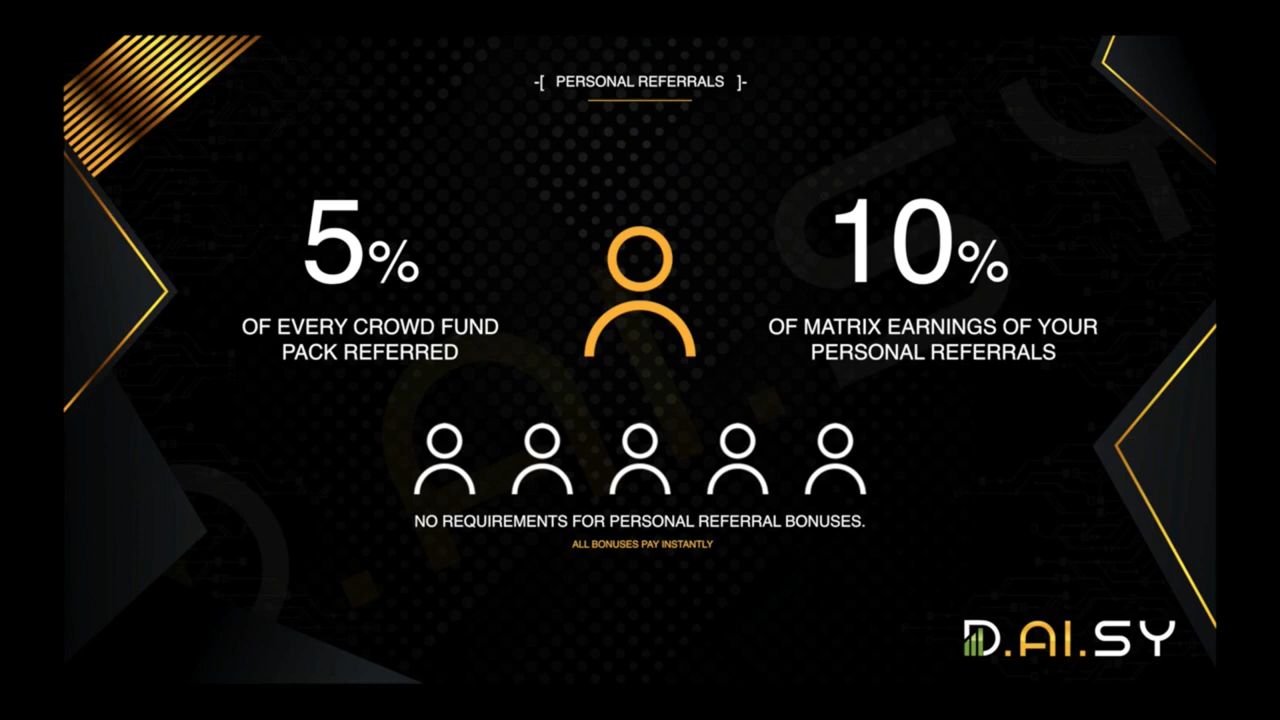 -[ PERSONAL REFERRALS ]-
5%
OF EVERY CROWD FUND
PACK REFERRED
10%
OF MATRIX EARNINGS OF YOUR
PERSONAL REFERRALS
NO REQUIREMENTS FOR PERSONAL REFERRAL BONUSES.
ALL BONUSES PAY INSTANTLY
D.AI.SY